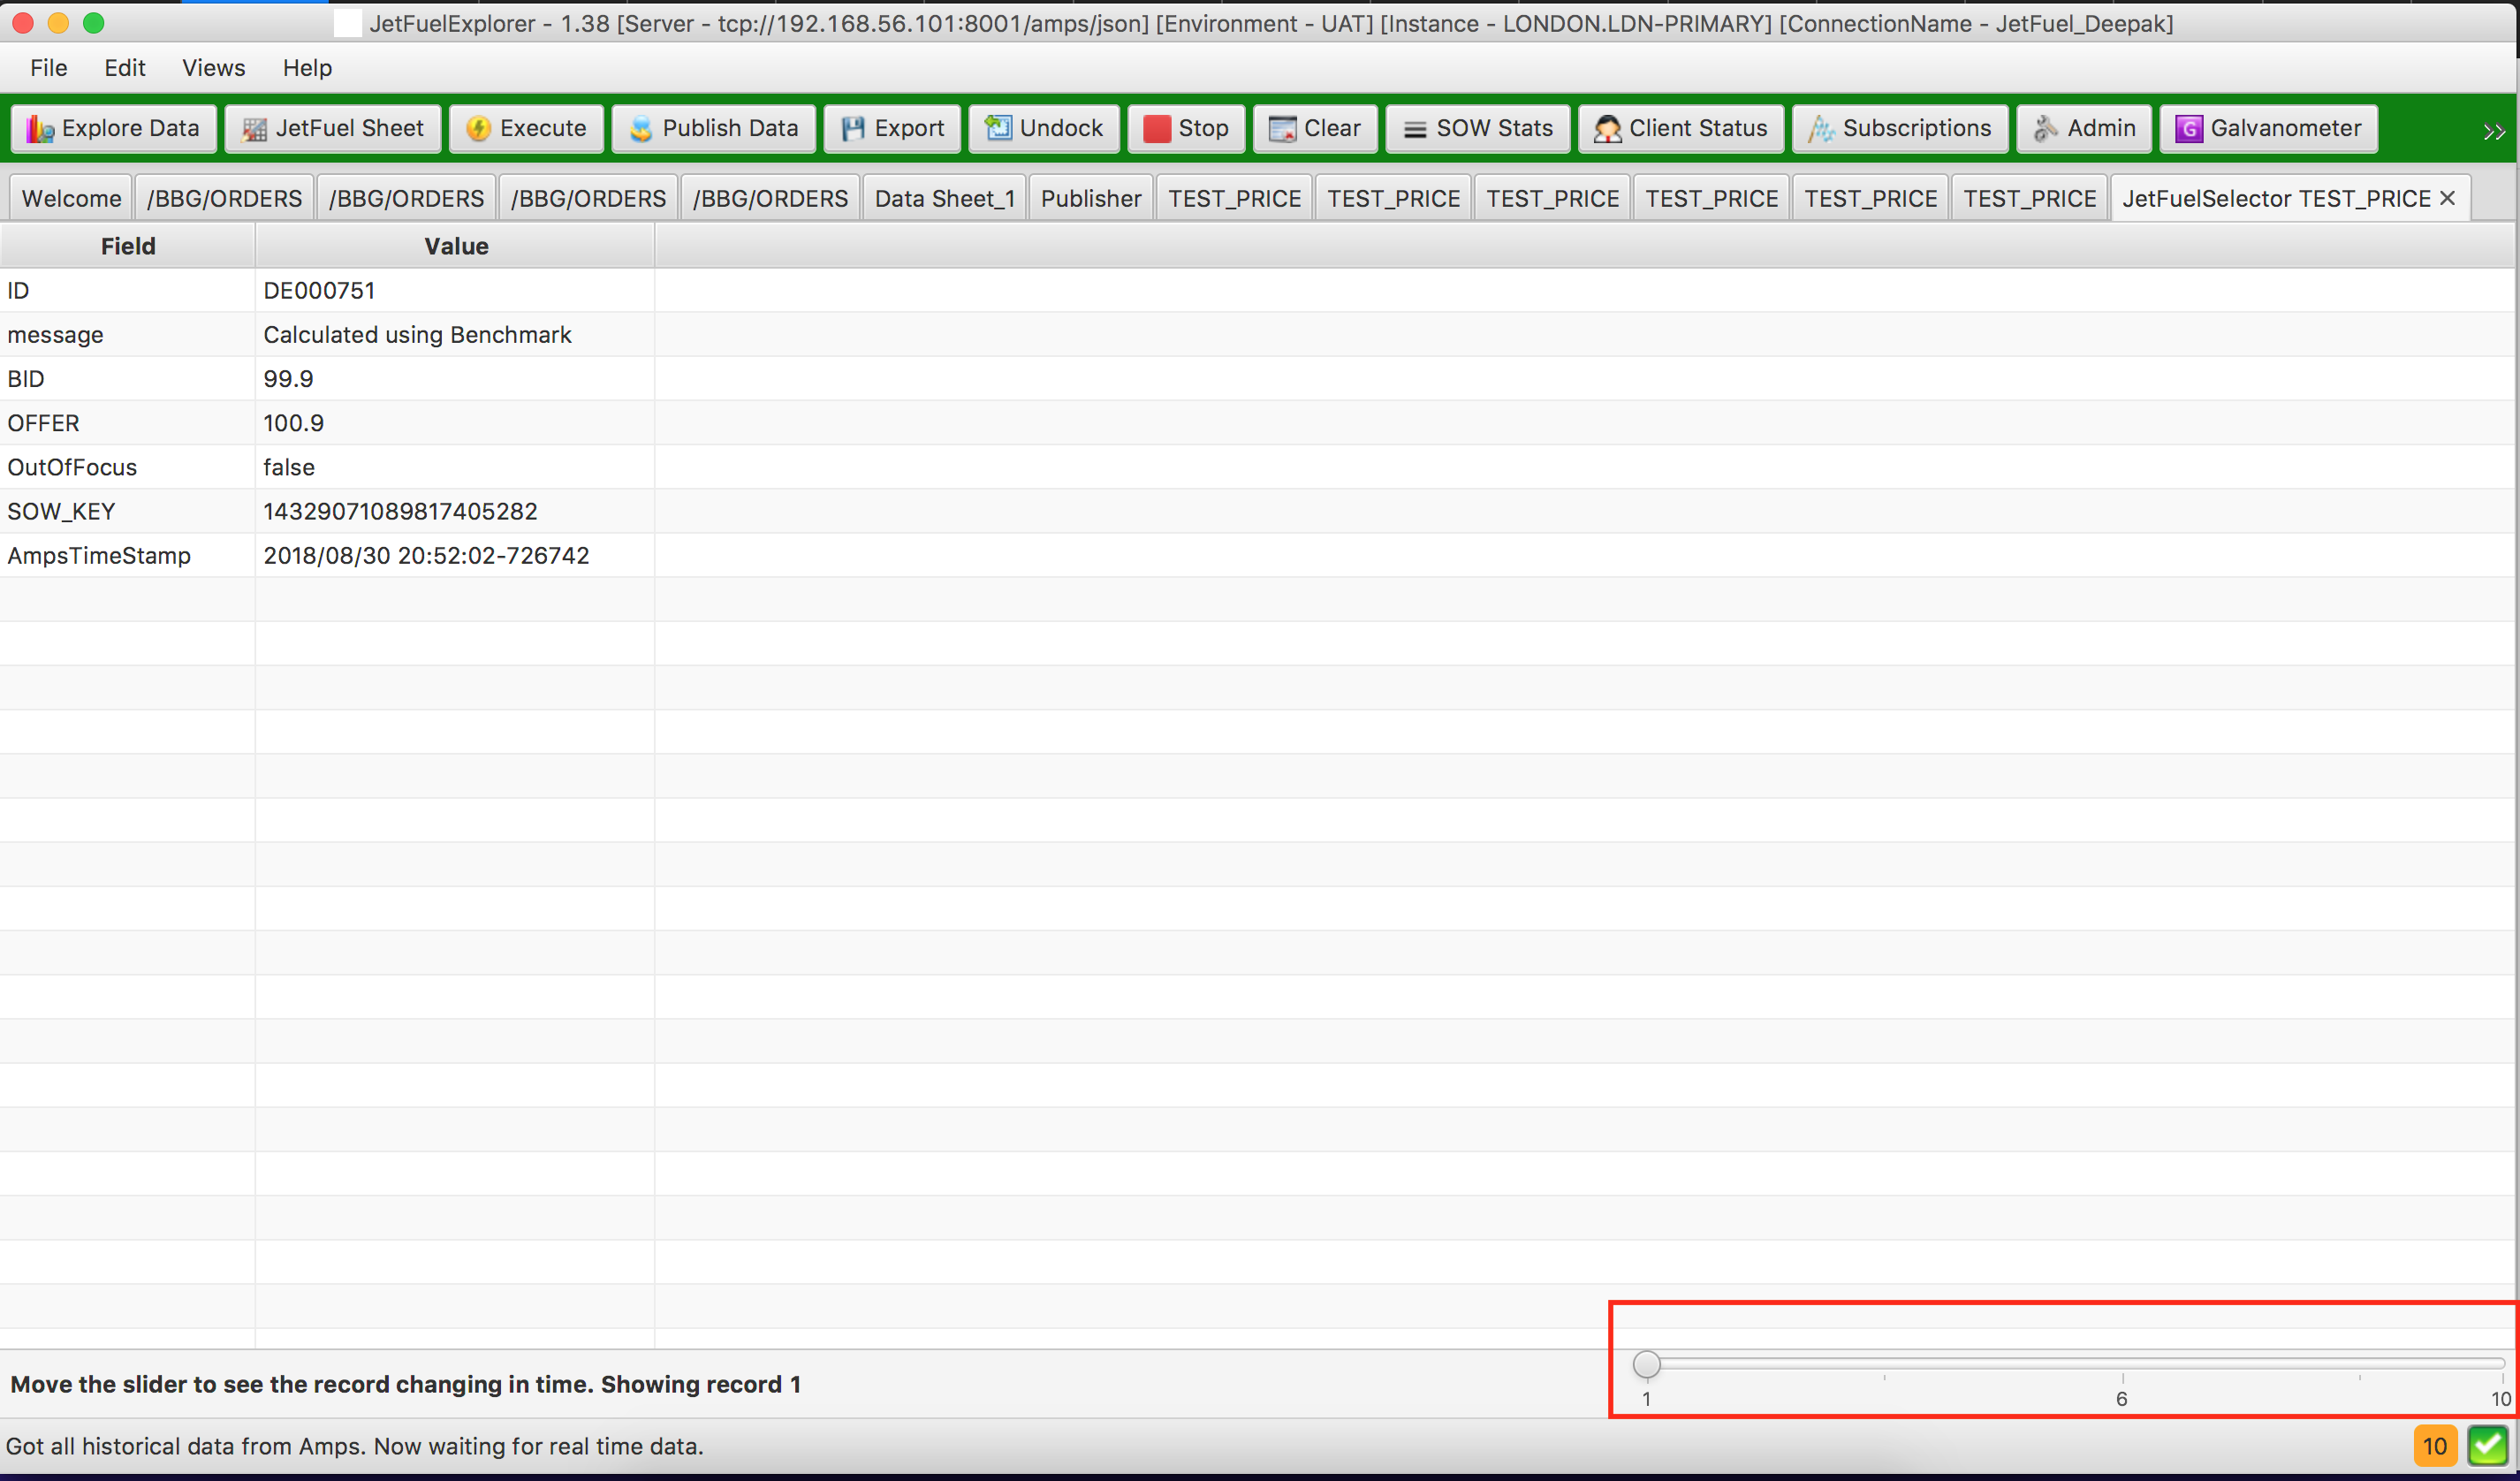 JetFuelExplorer - 1.38 [Server - tcp://192.168.56.101:8001/amps/json] [Environment - UAT] [Instance - LONDON.LDN-PRIMARY] [ConnectionName - JetFuel_Deepak]
File Edit Views Help
Explore Data JetFuel Sheet Execute Publish Data Export Undock Stop Clear SOW Stats Client Status Subscriptions Admin G Galvanometer
Welcome /BBG/ORDERS /BBG/ORDERS /BBG/ORDERS /BBG/ORDERS Data Sheet_1 Publisher TEST_PRICE TEST_PRICE TEST_PRICE TEST_PRICE TEST_PRICE TEST_PRICE JetFuelSelector TEST_PRICE
Field Value
ID DE000751
message Calculated using Benchmark
BID 99.9
OFFER 100.9
OutOfFocus false
SOW_KEY 14329071089817405282
AmpsTimeStamp 2018/08/30 20:52:02-726742
Move the slider to see the record changing in time. Showing record 1
1 6 10
Got all historical data from Amps. Now waiting for real time data.
10